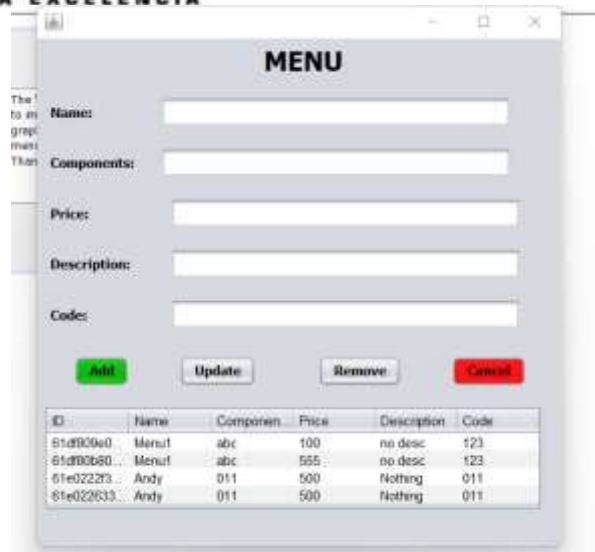 A EXCELENCIA
MENU
The
to
Name:
Components:
Price:
Description:
Code:
Add Update Remove Cancel
ID Name Componen... Price Description Code
Menu1 abc 100 no desc 123
Menu1 abc 555 no desc 123
61e0222f3... Andy 011 500 Nothing 011
61e022633... Andy 011 500 Nothing 011